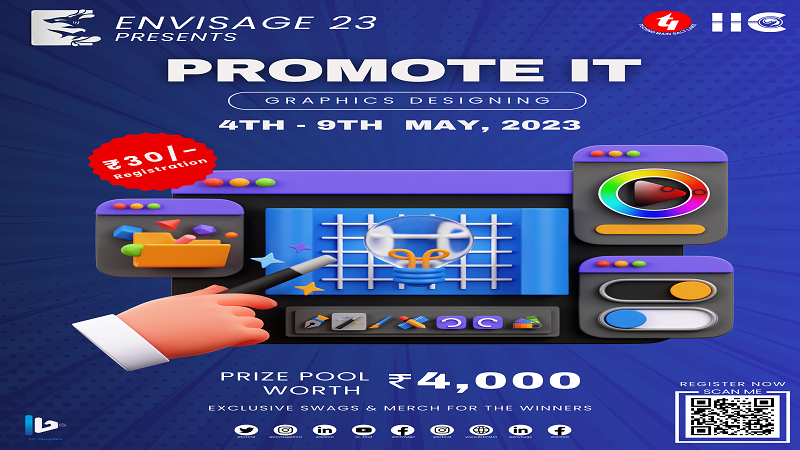 ENVISAGE 23
PRESENTS
IIC
PROMOTE IT
GRAPHICS DESIGNING
4TH - 9TH MAY, 2023
₹30/-
Registration
PRIZE POOL
WORTH
₹4,000
EXCLUSIVE SWAGS & MERCH FOR THE WINNERS
REGISTER NOW
SCAN ME